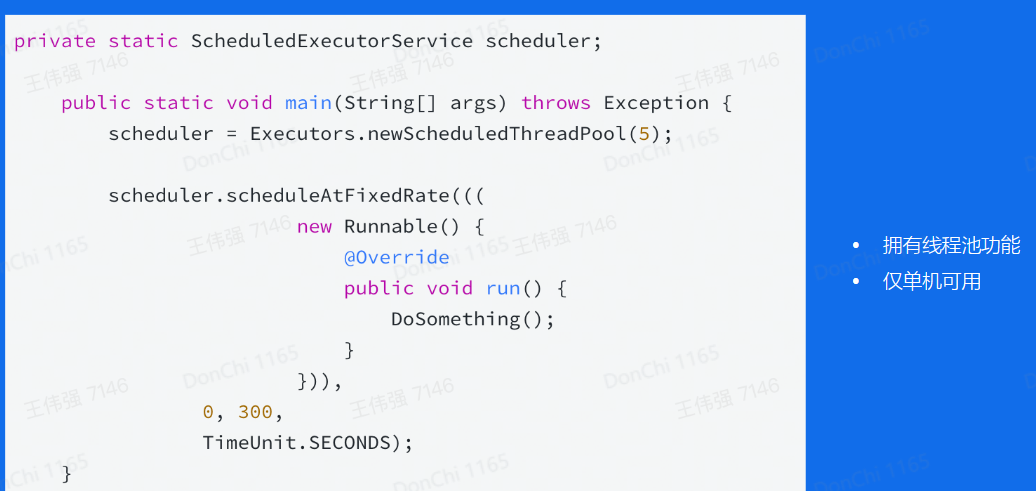 private static ScheduledExecutorService scheduler;
public static void main(String[] args) throws Exception {
scheduler = Executors.newScheduledThreadPool(5);
scheduler.scheduleAtFixedRate(((
new Runnable() {
@Override
public void run() {
DoSomething();
}
})),
0, 300,
TimeUnit.SECONDS);
}
• 拥有线程池功能
• 仅单机可用
DonChi 1165
王伟强 7146